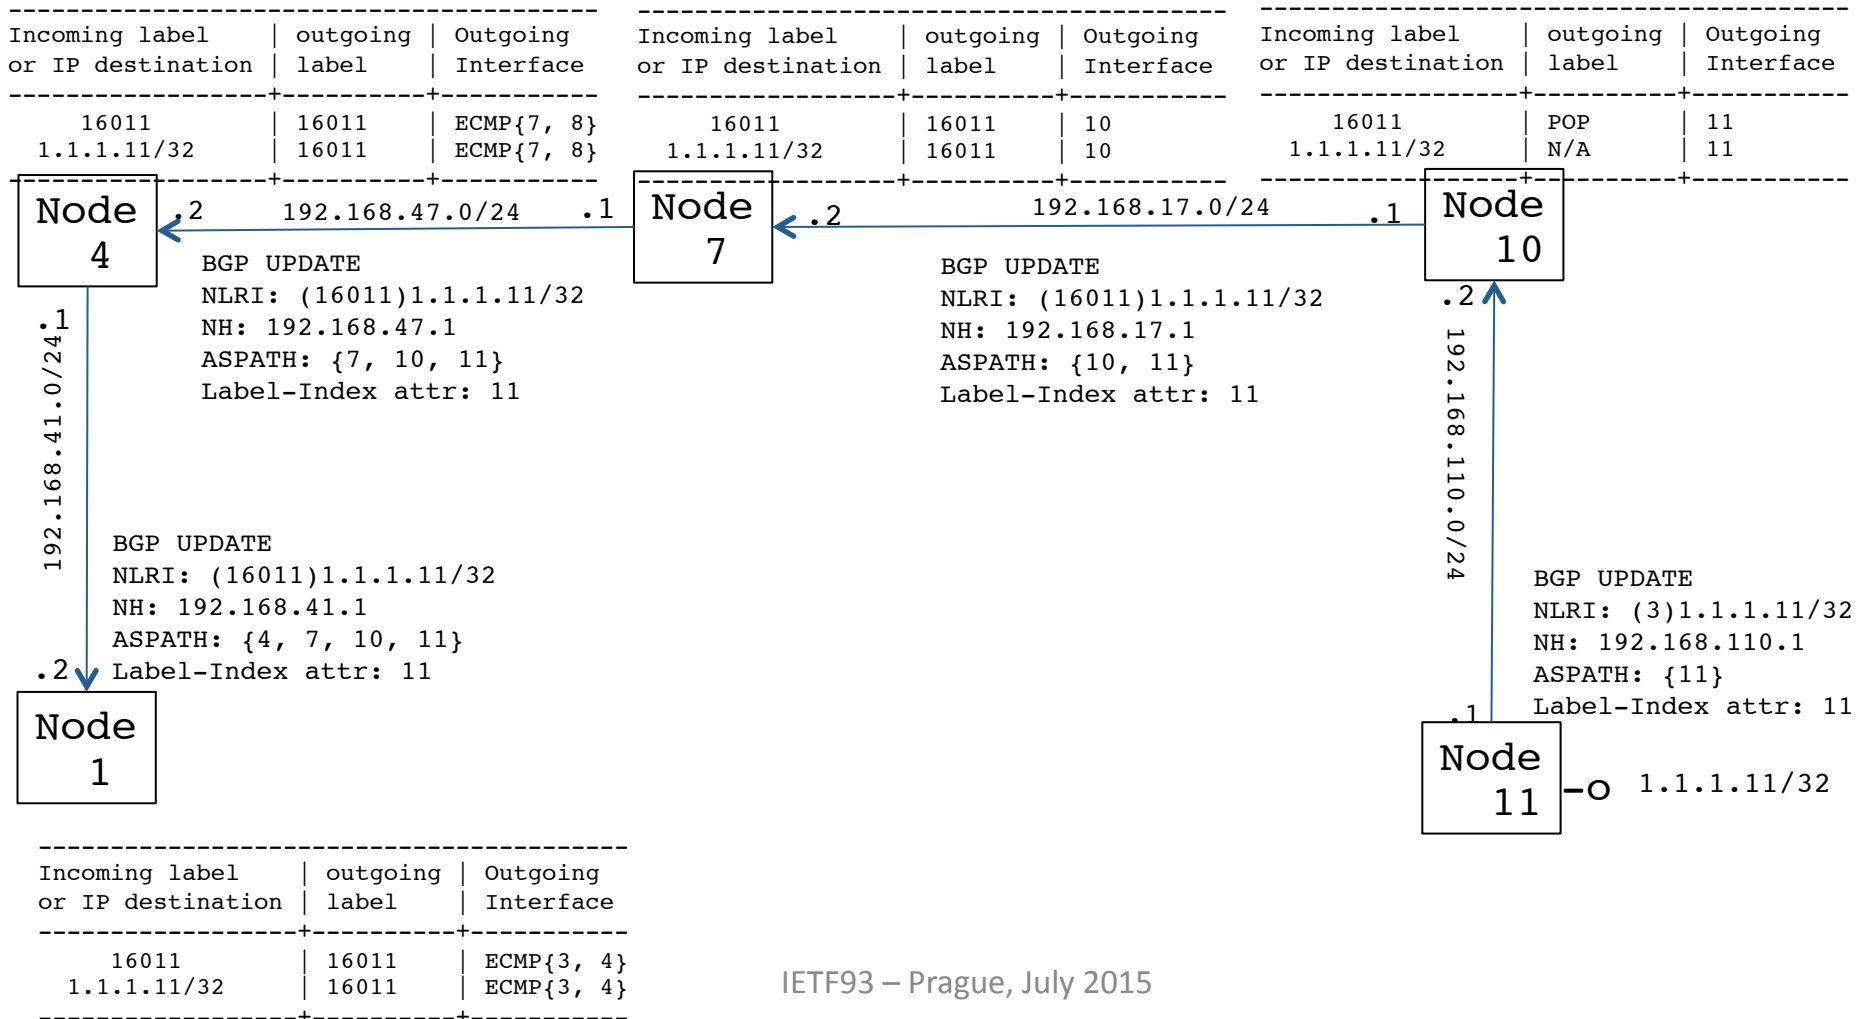 ------------------------------------------
Incoming label | outgoing | Outgoing
or IP destination | label | Interface
------------------+----------+-----------
16011 | 16011 | ECMP{7, 8}
1.1.1.11/32 | 16011 | ECMP{7, 8}
------------------+----------+-----------
------------------------------------------
Incoming label | outgoing | Outgoing
or IP destination | label | Interface
------------------+----------+-----------
16011 | 16011 | 10
1.1.1.11/32 | 16011 | 10
------------------+----------+-----------
------------------------------------------
Incoming label | outgoing | Outgoing
or IP destination | label | Interface
------------------+----------+-----------
16011 | POP | 11
1.1.1.11/32 | N/A | 11
------------------+----------+-----------
Node
4
.2
192.168.47.0/24
.1
Node
7
.2
192.168.17.0/24
.1
Node
10
BGP UPDATE
NLRI: (16011)1.1.1.11/32
NH: 192.168.47.1
ASPATH: {7, 10, 11}
Label-Index attr: 11
BGP UPDATE
NLRI: (16011)1.1.1.11/32
NH: 192.168.17.1
ASPATH: {10, 11}
Label-Index attr: 11
.1
192.168.41.0/24
.2
192.168.110.0/24
BGP UPDATE
NLRI: (16011)1.1.1.11/32
NH: 192.168.41.1
ASPATH: {4, 7, 10, 11}
Label-Index attr: 11
.2
BGP UPDATE
NLRI: (3)1.1.1.11/32
NH: 192.168.110.1
ASPATH: {11}
Label-Index attr: 11
.1
Node
1
Node
11
-o 1.1.1.11/32
------------------------------------------
Incoming label | outgoing | Outgoing
or IP destination | label | Interface
------------------+----------+-----------
16011 | 16011 | ECMP{3, 4}
1.1.1.11/32 | 16011 | ECMP{3, 4}
------------------+----------+-----------
IETF93 – Prague, July 2015